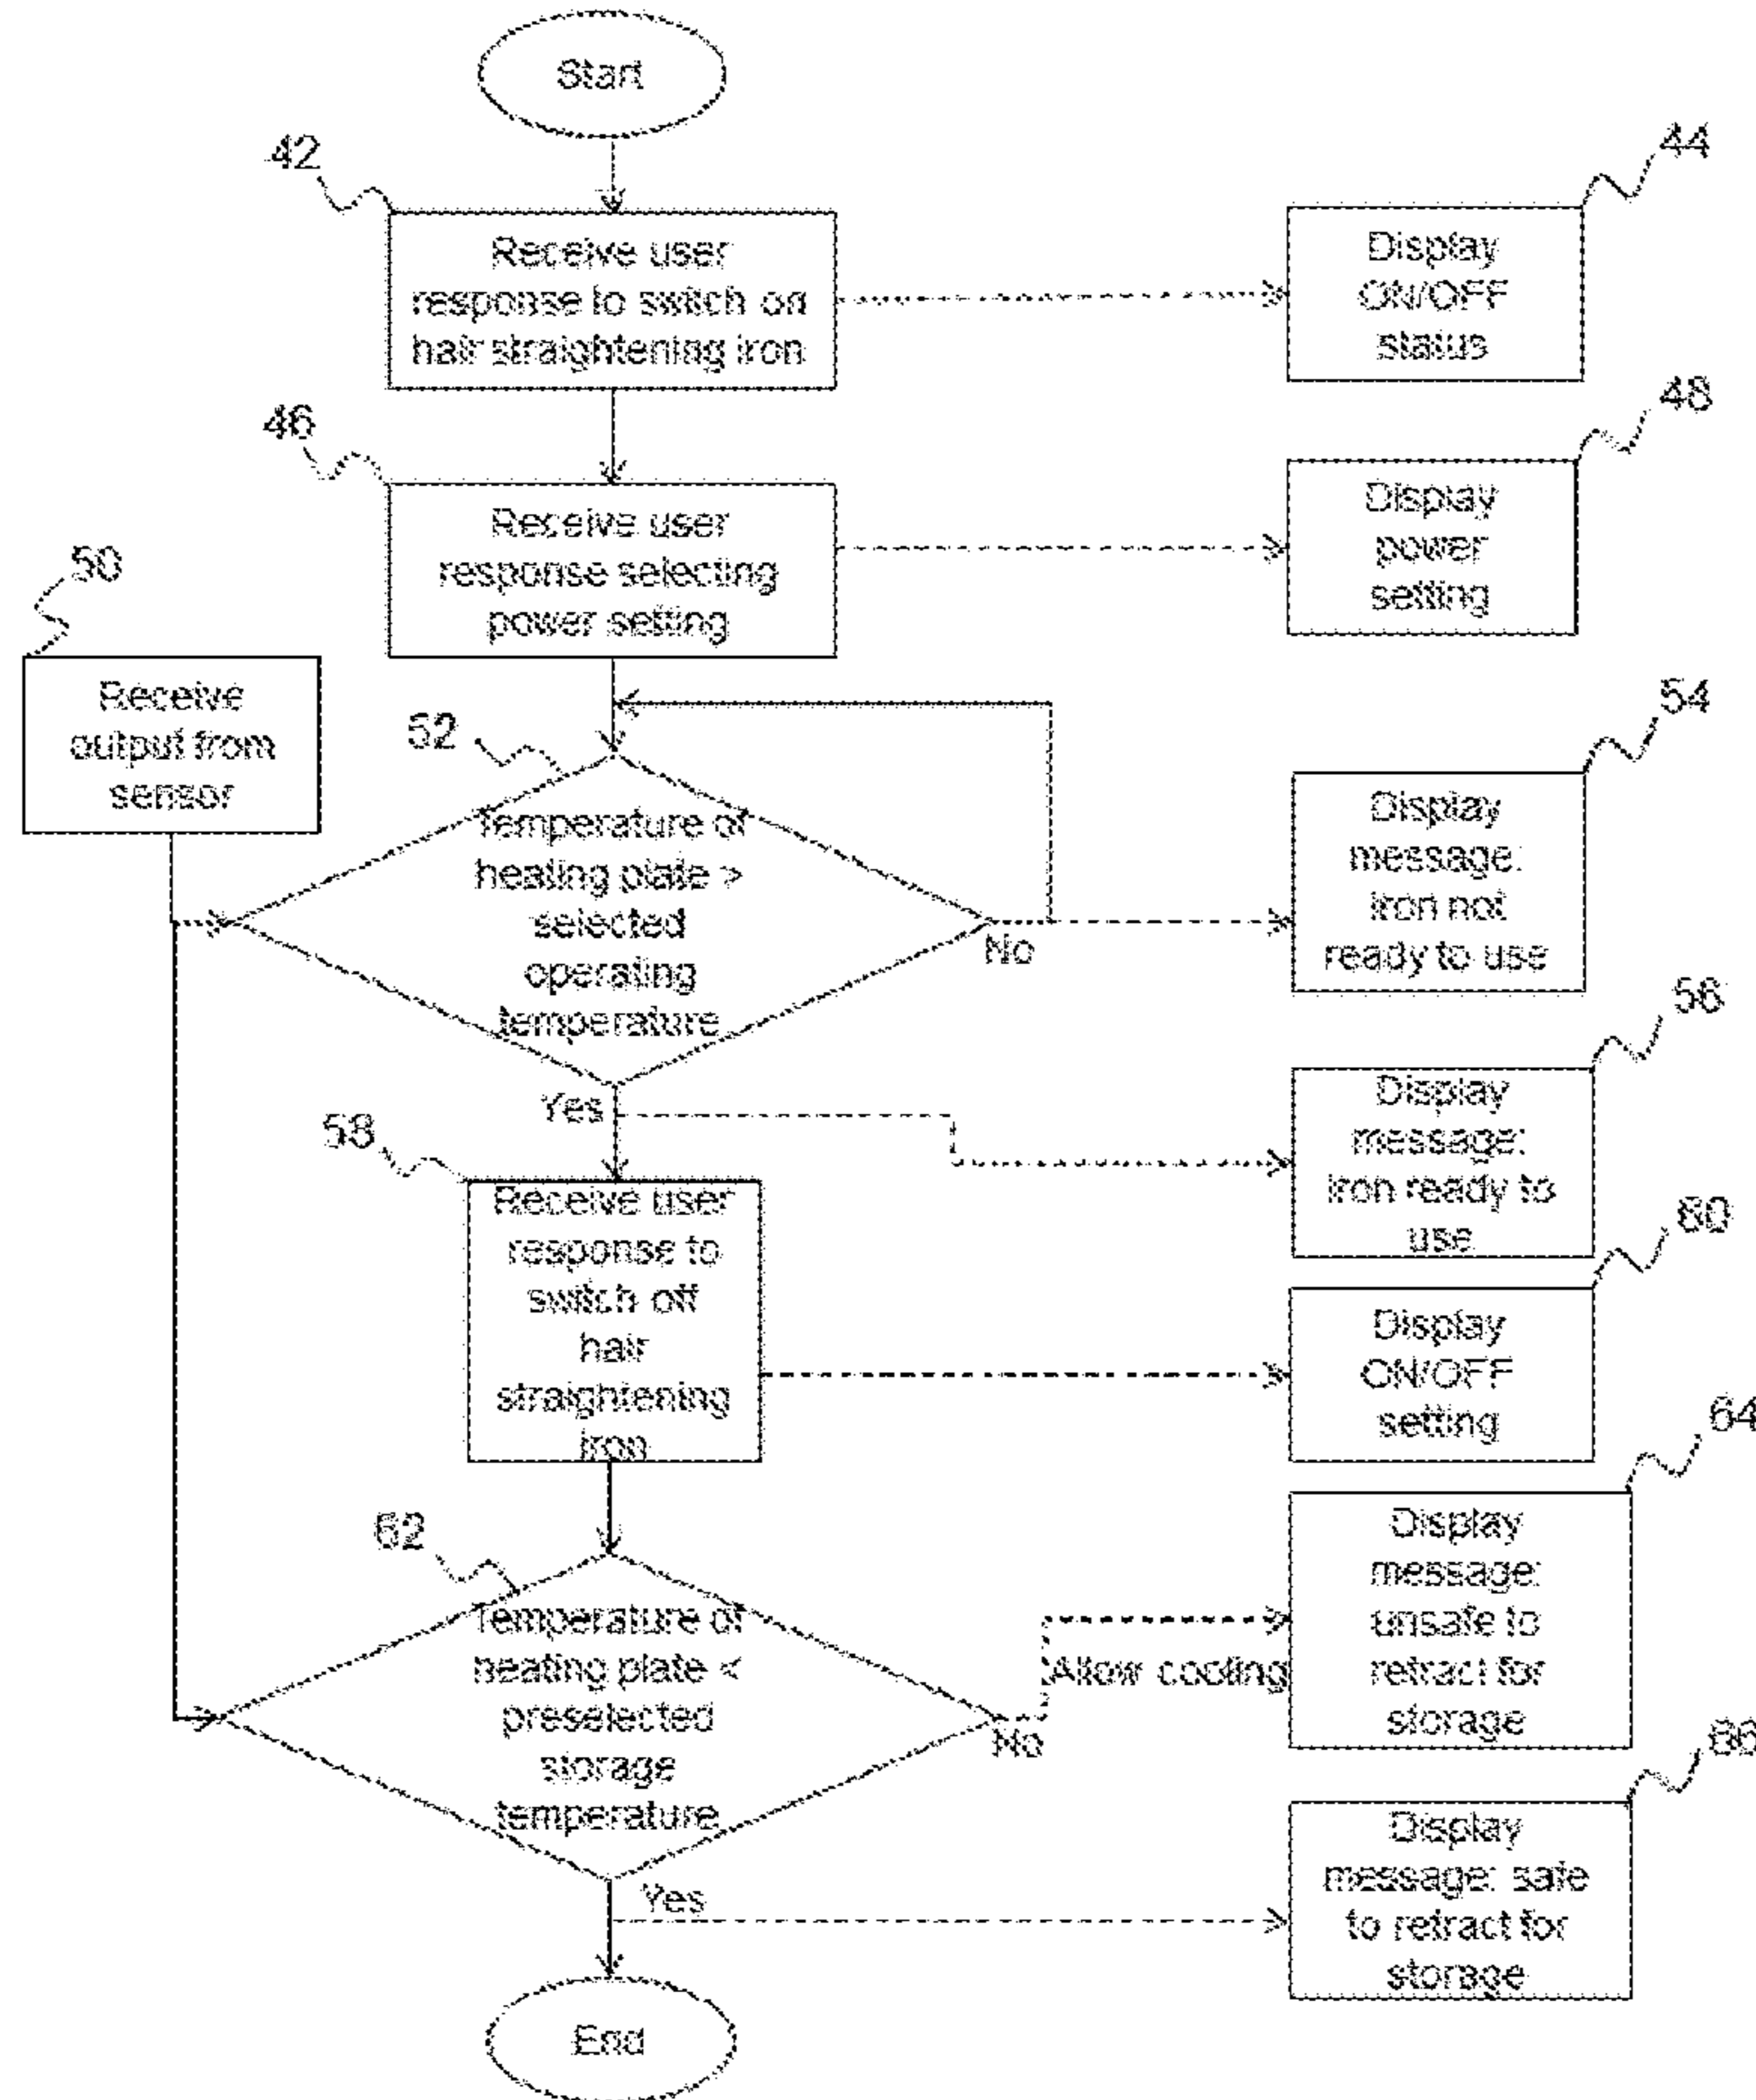 Start
42
44
Receive user
response to switch on
hair straightening iron
Display
ON/OFF
status
46
48
Receive user
response selecting
power setting
Display
power
setting
50
Receive
output from
sensor
52
54
Temperature of
heating plate >
selected
operating
temperature
No
Display
message:
iron not
ready to use
Yes
56
Display
message:
iron ready to
use
58
Receive user
response to
switch off
hair
straightening
iron
60
Display
ON/OFF
setting
62
64
Temperature of
heating plate <
preselected
storage
temperature
No
Allow cooling
Display
message:
unsafe to
retract for
storage
Yes
66
Display
message: safe
to retract for
storage
End